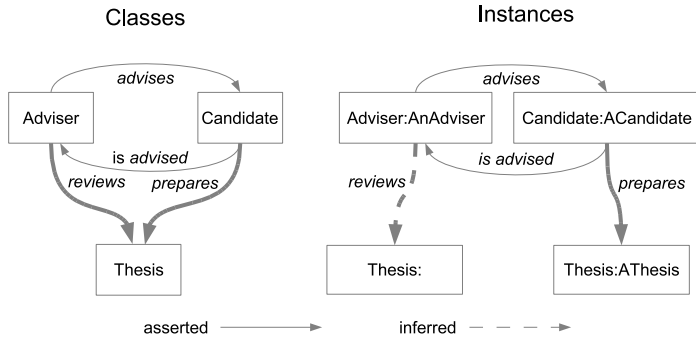 Classes
Instances
advises
advises
Adviser
Candidate
Adviser:AnAdviser
Candidate:ACandidate
is advised
is advised
reviews
prepares
reviews
prepares
Thesis
Thesis:
Thesis:AThesis
asserted
inferred